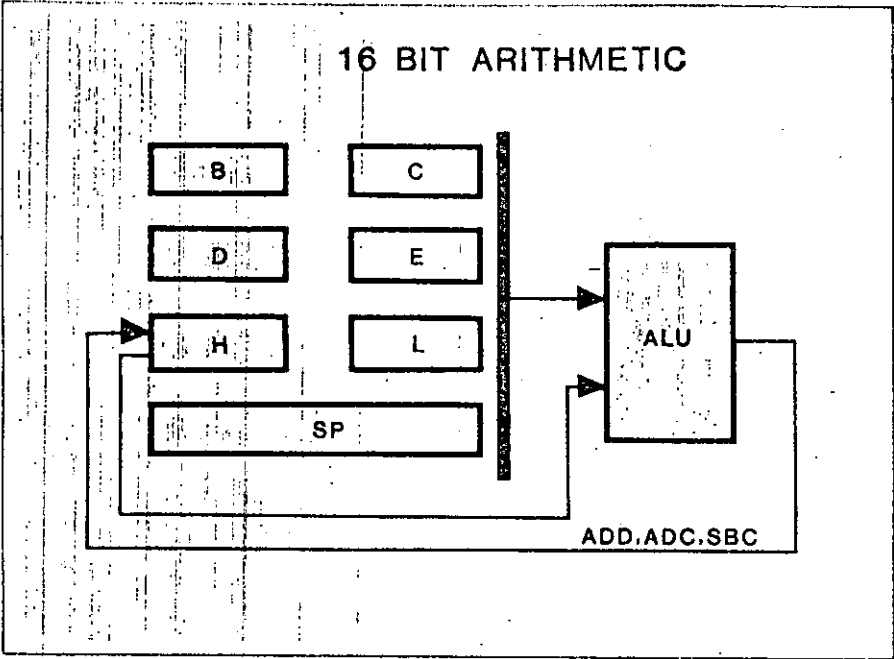 16 BIT ARITHMETIC
B C
D E
H L
ALU
SP
ADD,ADC,SBC